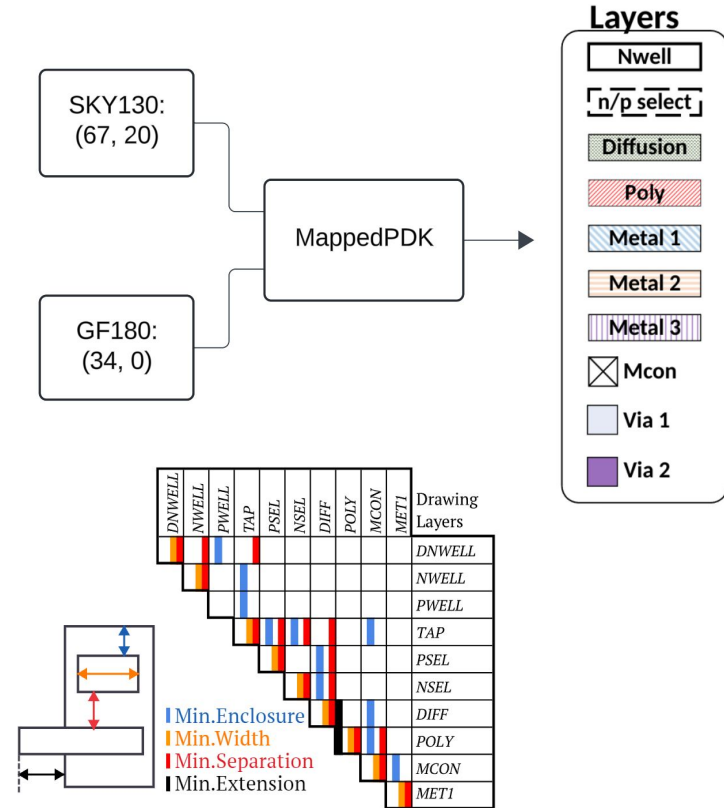 Layers
SKY130:
(67, 20)
MappedPDK
GF180:
(34, 0)
Nwell
n/p select
Diffusion
Poly
Metal 1
Metal 2
Metal 3
Mcon
Via 1
Via 2
DNWELL
NWELL
PWELL
TAP
PSEL
NSEL
DIFF
POLY
MCON
MET1
Drawing
Layers
DNWELL
NWELL
PWELL
TAP
PSEL
NSEL
DIFF
POLY
MCON
MET1
Min.Enclosure
Min.Width
Min.Separation
Min.Extension